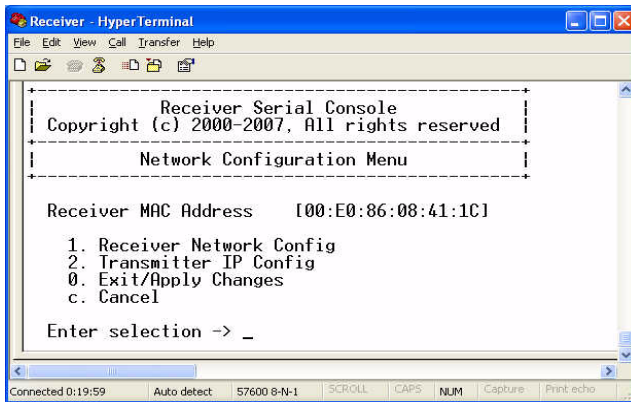 Receiver - HyperTerminal
File Edit View Call Transfer Help
Receiver Serial Console
Copyright (c) 2000-2007, All rights reserved
Network Configuration Menu
Receiver MAC Address [00:E0:86:08:41:1C]
1. Receiver Network Config
2. Transmitter IP Config
0. Exit/Apply Changes
c. Cancel
Enter selection -> _
Connected 0:19:59 Auto detect 57600 8-N-1 SCROLL CAPS NUM Capture Print echo